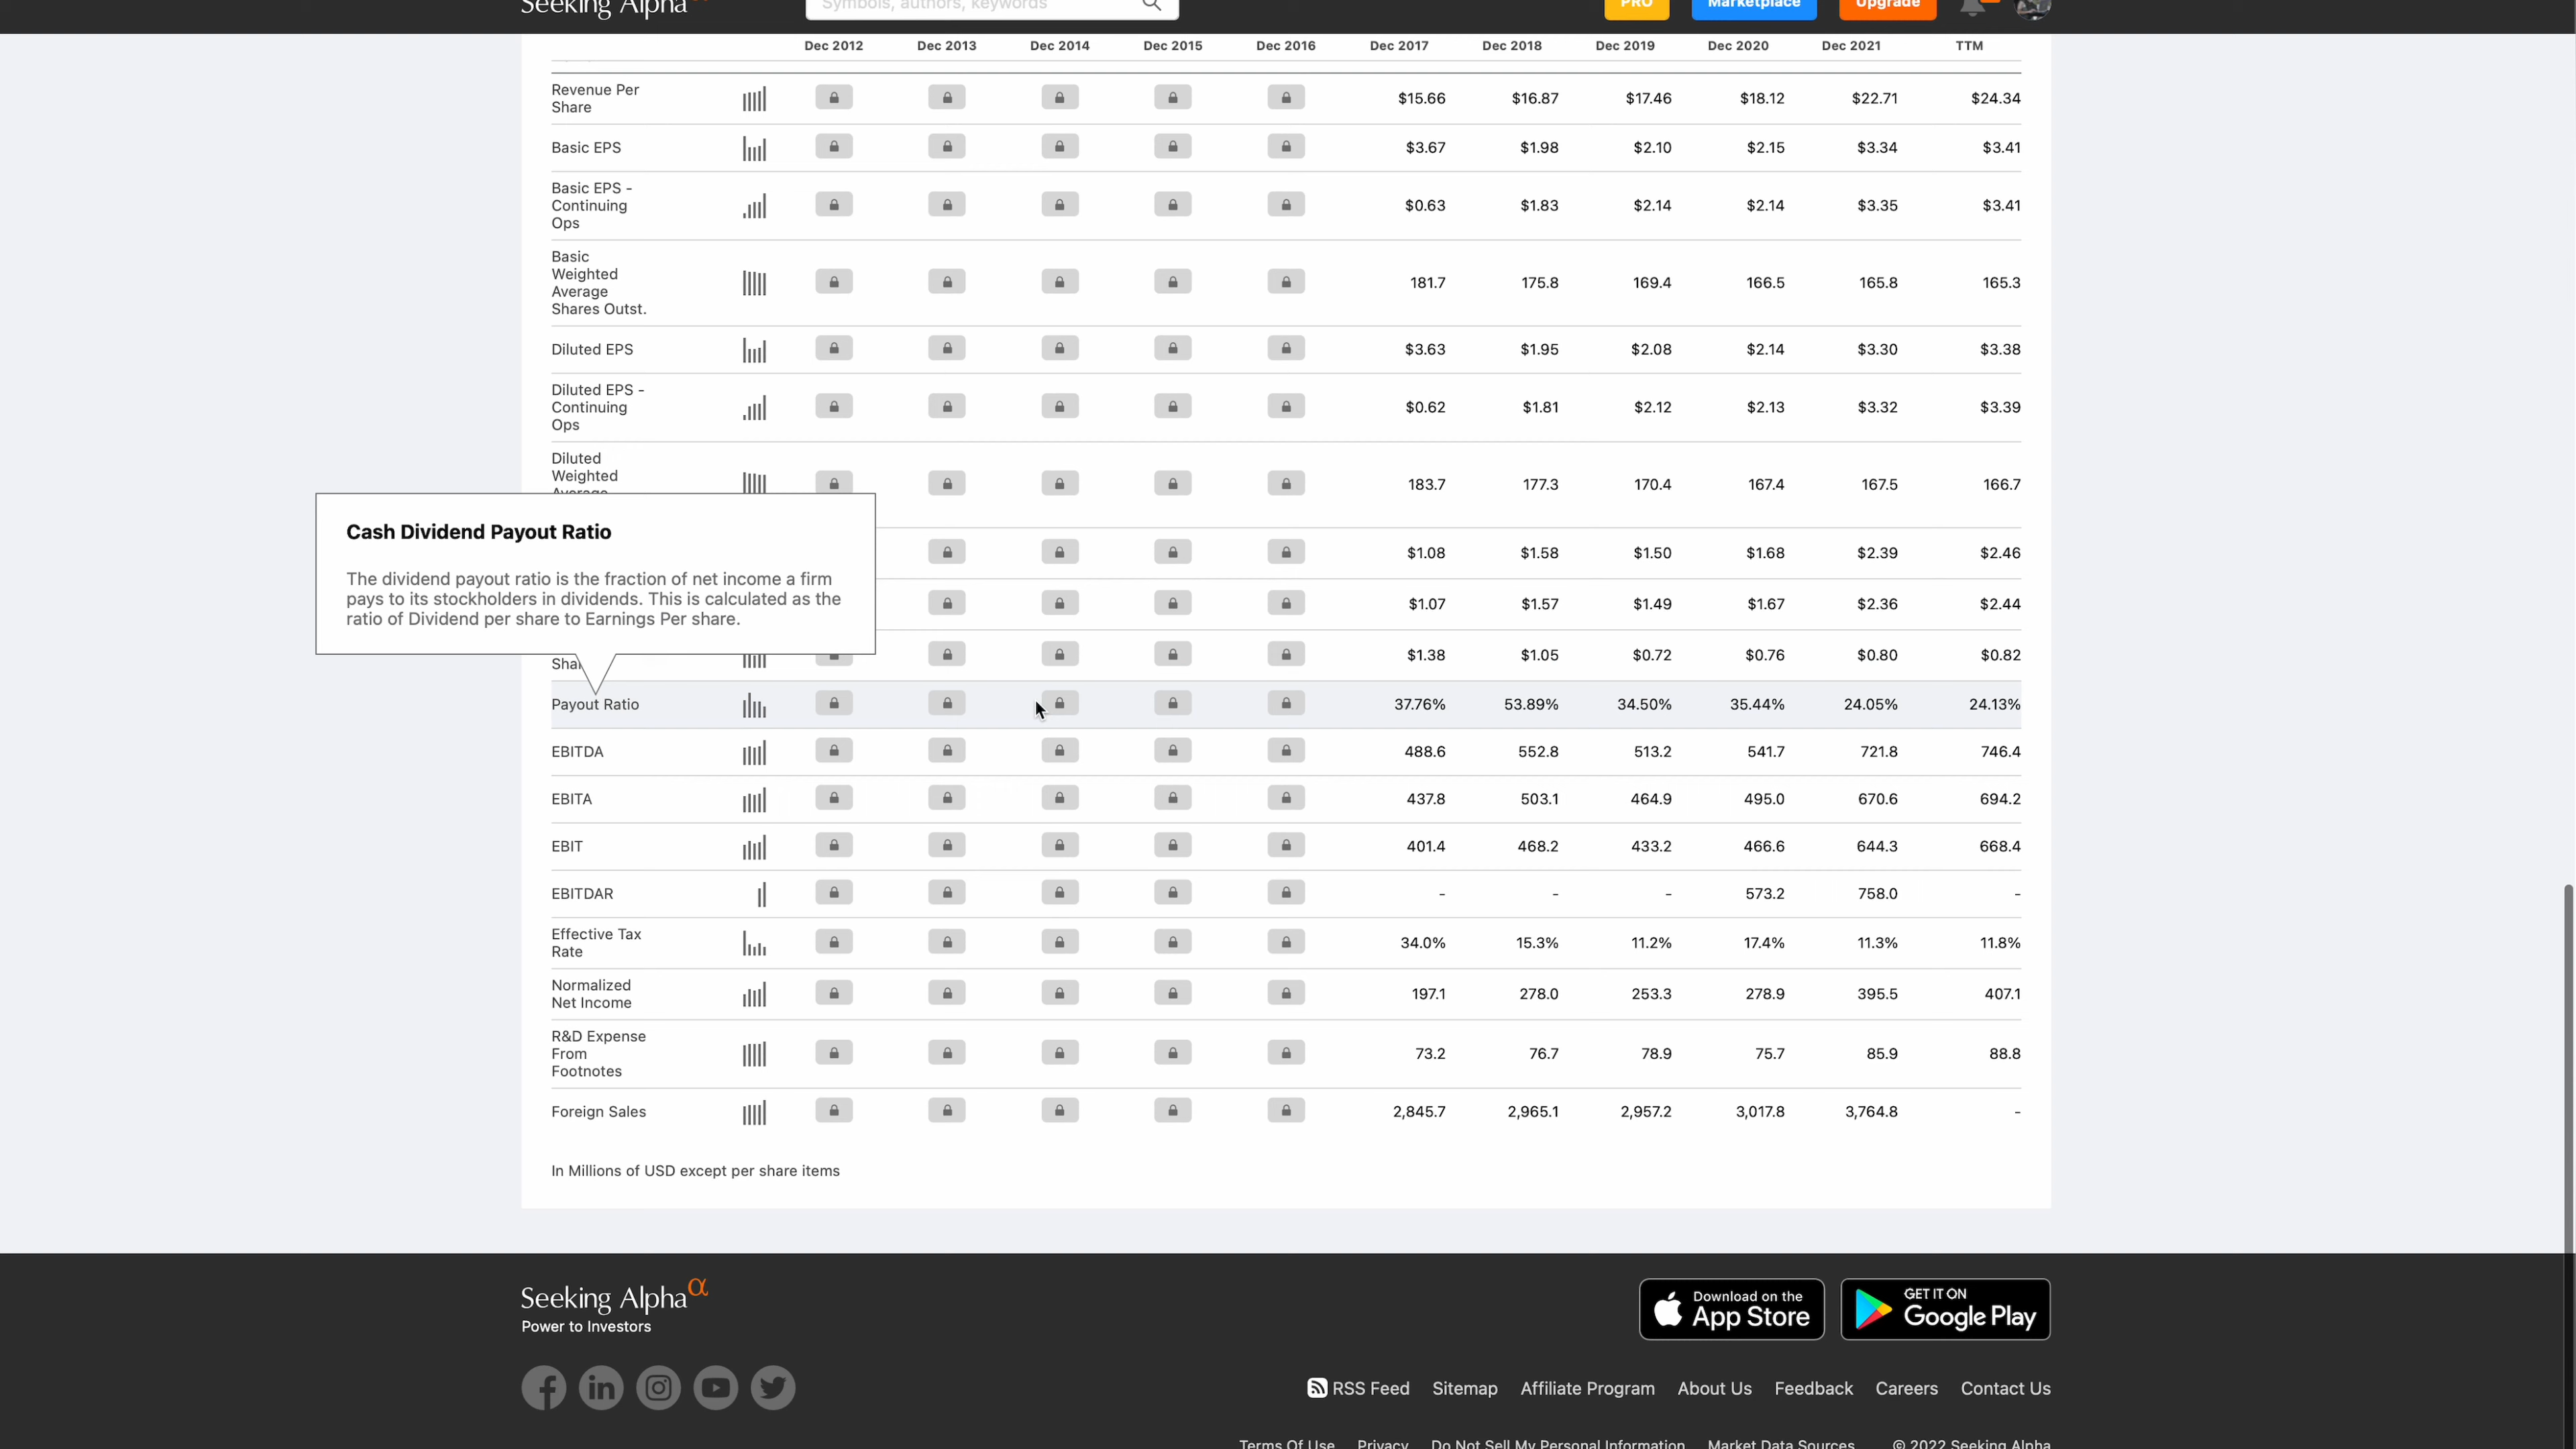 Seeking Alpha
Symbols, authors, keywords
PRO
Marketplace
Upgrade
Dec 2012 Dec 2013 Dec 2014 Dec 2015 Dec 2016 Dec 2017 Dec 2018 Dec 2019 Dec 2020 Dec 2021 TTM
Revenue Per
Share
$15.66 $16.87 $17.46 $18.12 $22.71 $24.34
Basic EPS $3.67 $1.98 $2.10 $2.15 $3.34 $3.41
Basic EPS -
Continuing
Ops
$0.63 $1.83 $2.14 $2.14 $3.35 $3.41
Basic
Weighted
Average
Shares Outst.
181.7 175.8 169.4 166.5 165.8 165.3
Diluted EPS $3.63 $1.95 $2.08 $2.14 $3.30 $3.38
Diluted EPS -
Continuing
Ops
$0.62 $1.81 $2.12 $2.13 $3.32 $3.39
Diluted
Weighted
Average
183.7 177.3 170.4 167.4 167.5 166.7
Cash Dividend Payout Ratio
The dividend payout ratio is the fraction of net income a firm
pays to its stockholders in dividends. This is calculated as the
ratio of Dividend per share to Earnings Per share.
$1.08 $1.58 $1.50 $1.68 $2.39 $2.46
$1.07 $1.57 $1.49 $1.67 $2.36 $2.44
$1.38 $1.05 $0.72 $0.76 $0.80 $0.82
Payout Ratio 37.76% 53.89% 34.50% 35.44% 24.05% 24.13%
EBITDA 488.6 552.8 513.2 541.7 721.8 746.4
EBITA 437.8 503.1 464.9 495.0 670.6 694.2
EBIT 401.4 468.2 433.2 466.6 644.3 668.4
EBITDAR - - - 573.2 758.0 -
Effective Tax
Rate
34.0% 15.3% 11.2% 17.4% 11.3% 11.8%
Normalized
Net Income
197.1 278.0 253.3 278.9 395.5 407.1
R&D Expense
From
Footnotes
73.2 76.7 78.9 75.7 85.9 88.8
Foreign Sales 2,845.7 2,965.1 2,957.2 3,017.8 3,764.8 -
In Millions of USD except per share items
Seeking Alpha α
Power to Investors
Download on the
App Store
GET IT ON
Google Play
RSS Feed Sitemap Affiliate Program About Us Feedback Careers Contact Us
Terms Of Use Privacy Do Not Sell My Personal Information Market Data Sources © 2022 Seeking Alpha